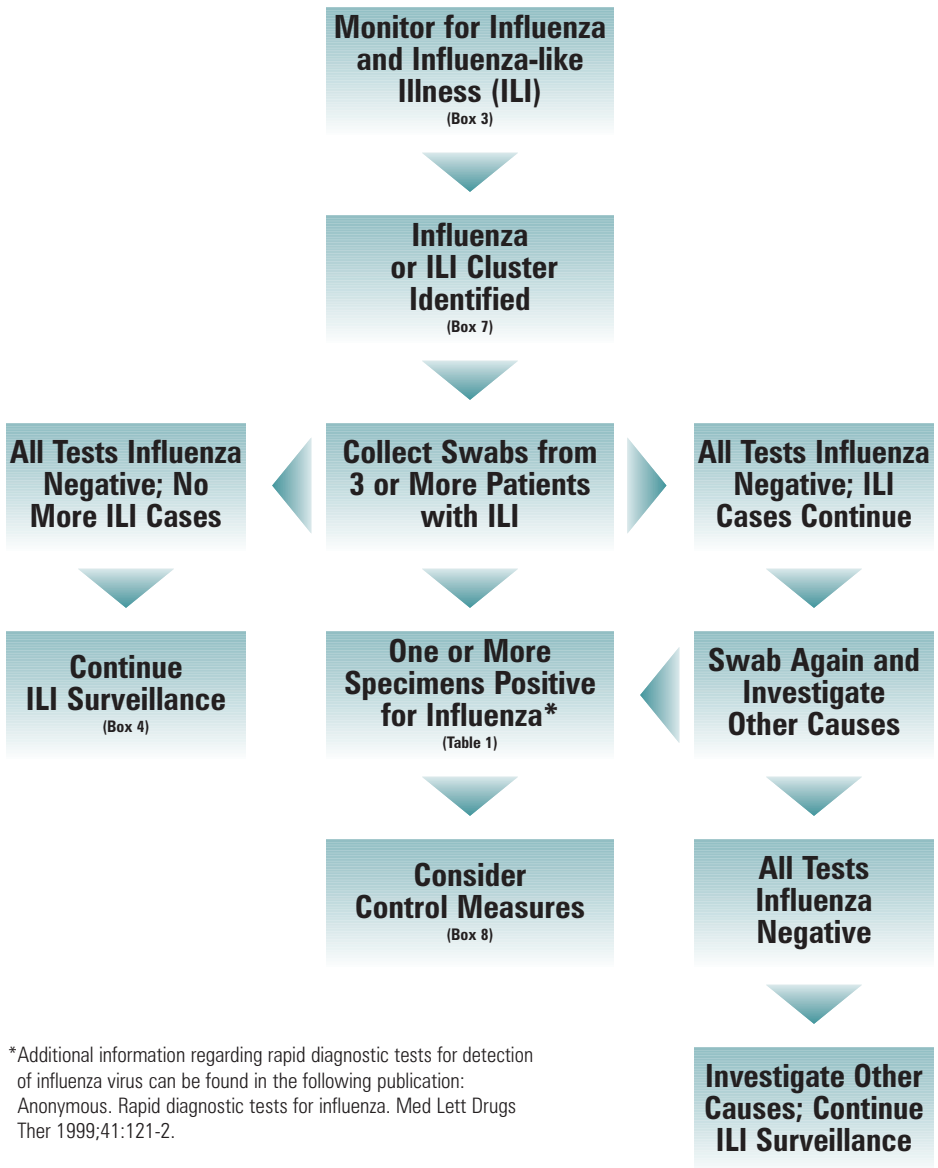 Monitor for Influenza
and Influenza-like
Illness (ILI)
(Box 3)
Influenza
or ILI Cluster
Identified
(Box 7)
All Tests Influenza
Negative; No
More ILI Cases
Collect Swabs from
3 or More Patients
with ILI
All Tests Influenza
Negative; ILI
Cases Continue
Continue
ILI Surveillance
(Box 4)
One or More
Specimens Positive
for Influenza*
(Table 1)
Swab Again and
Investigate
Other Causes
Consider
Control Measures
(Box 8)
All Tests
Influenza
Negative
Investigate Other
Causes; Continue
ILI Surveillance
*Additional information regarding rapid diagnostic tests for detection
of influenza virus can be found in the following publication:
Anonymous. Rapid diagnostic tests for influenza. Med Lett Drugs
Ther 1999;41:121-2.